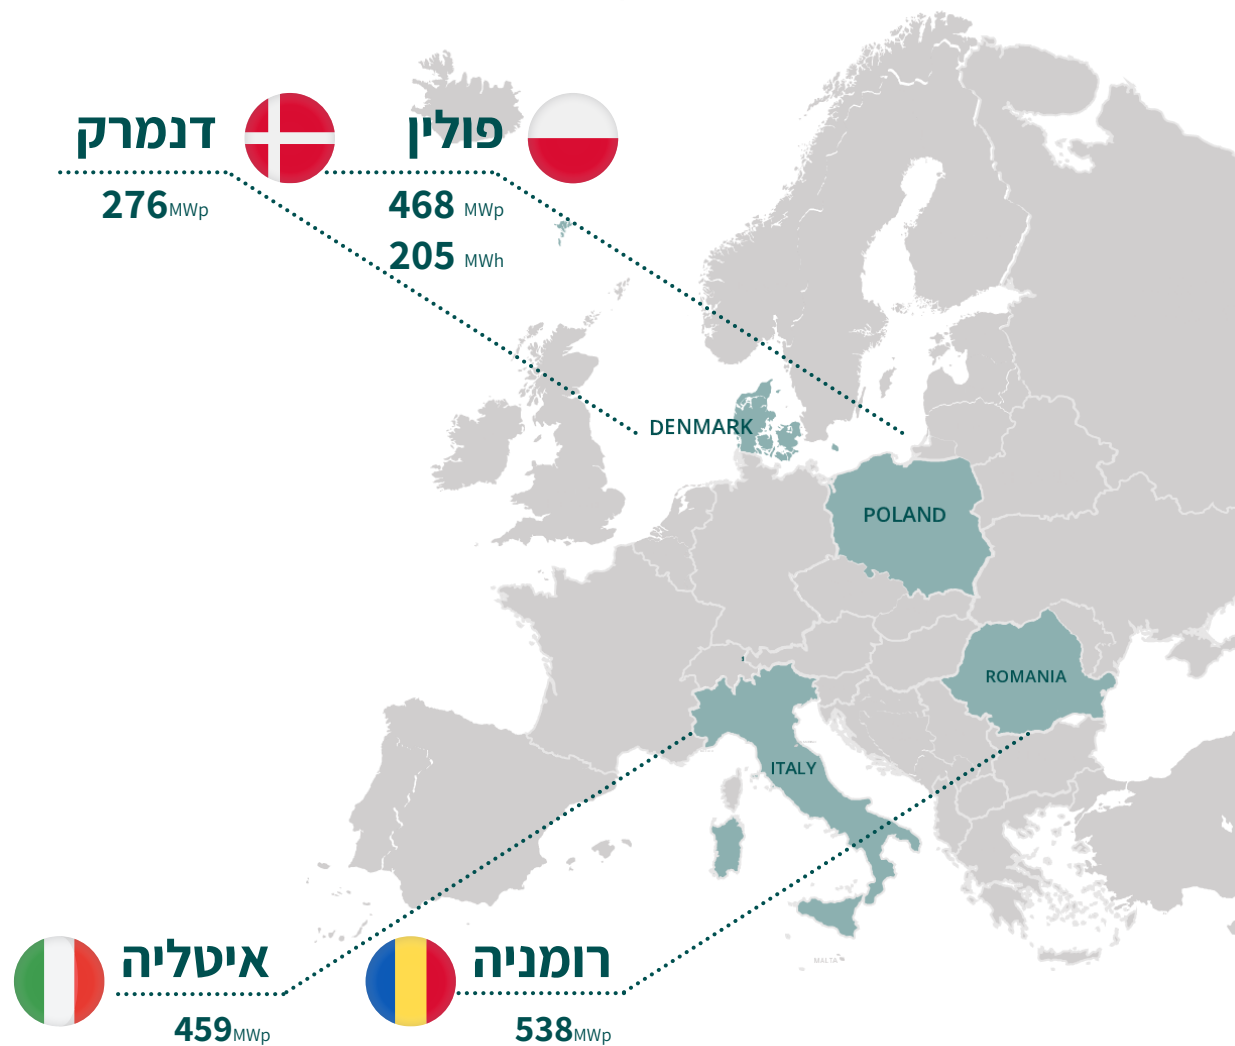 דנמרק
276MWp
פולין
468 MWp
205 MWh
DENMARK
POLAND
ROMANIA
ITALY
MALTA
איטליה
459MWp
רומניה
538MWp